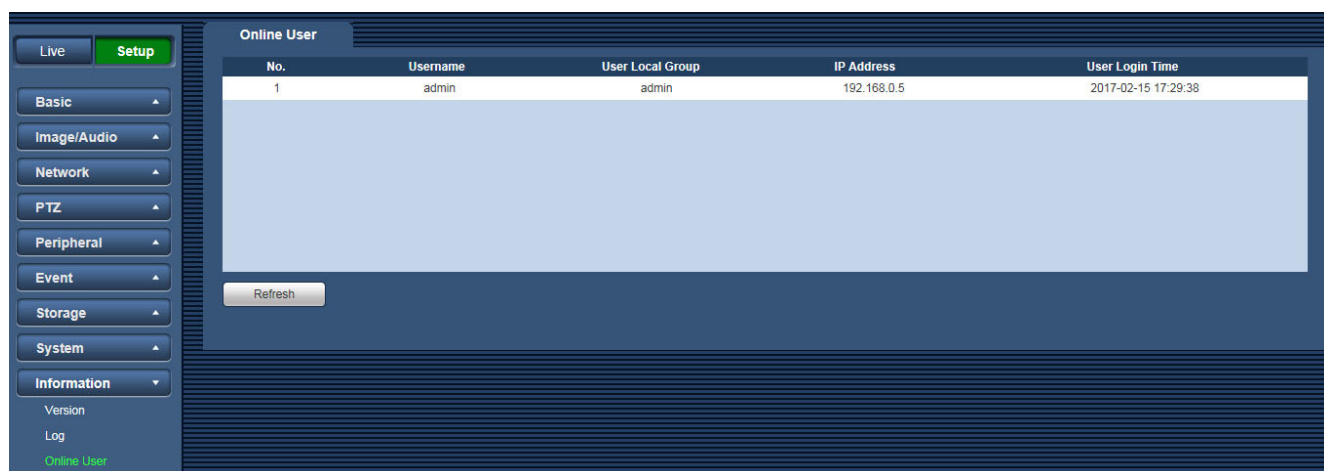 Live Setup
Basic
Image/Audio
Network
PTZ
Peripheral
Event
Storage
System
Information
Version
Log
Online User
Online User
No. Username User Local Group IP Address User Login Time
1 admin admin 192.168.0.5 2017-02-15 17:29:38
Refresh